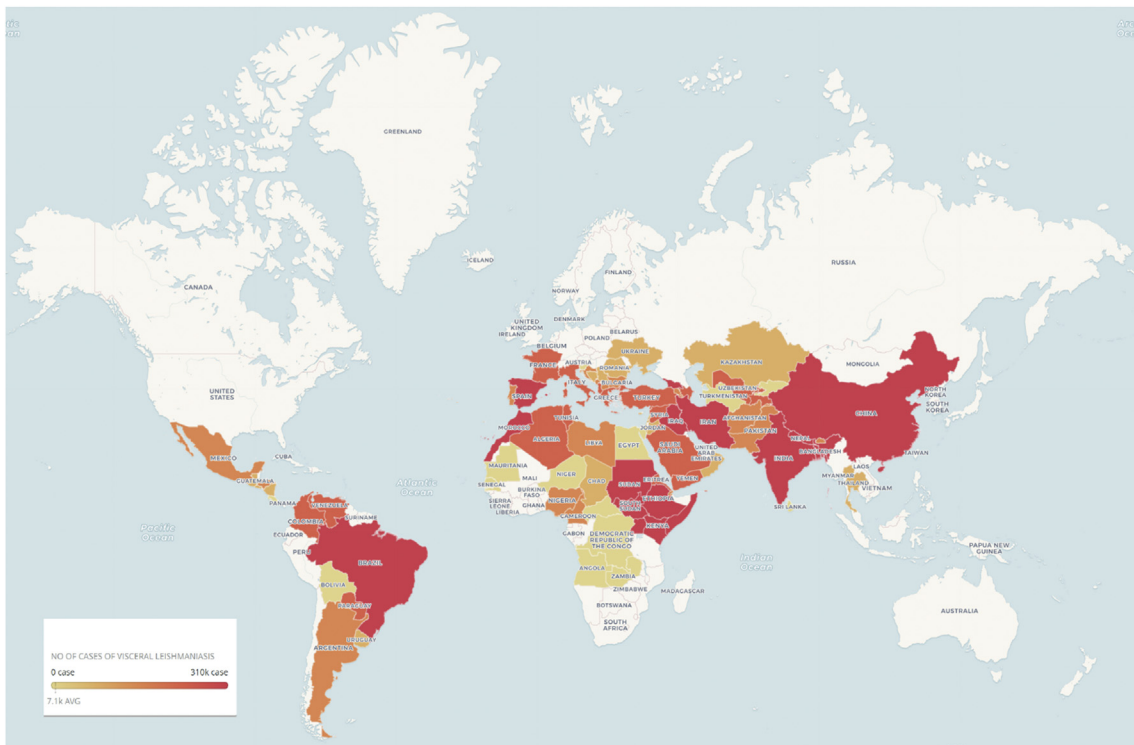 Arctic
Ocean
GREENLAND
ICELAND
RUSSIA
FINLAND
CANADA
NORWAY
UNITED
KINGDOM
DENMARK
IRELAND
BELARUS
POLAND
BELGIUM
UKRAINE
AUSTRIA
FRANCE
ROMANIA
KAZAKHSTAN
MONGOLIA
ITALY
BULGARIA
UNITED
STATES
SPAIN
GREECE
TURKEY
UZBEKISTAN
TURKMENISTAN
NORTH
KOREA
SOUTH
KOREA
CHINA
TUNISIA
SYRIA
IRAQ
IRAN
AFGHANISTAN
MOROCCO
JORDAN
PAKISTAN
ALGERIA
LIBYA
EGYPT
SAUDI
ARABIA
UNITED
ARAB
EMIRATES
NEPAL
BANGLADESH
TAIWAN
INDIA
MEXICO
CUBA
MAURITANIA
MALI
NIGER
CHAD
SUDAN
ERITREA
YEMEN
MYANMAR
LAOS
THAILAND
VIETNAM
GUATEMALA
Atlantic
Ocean
SENEGAL
BURKINA
FASO
NIGERIA
ETHIOPIA
SOUTH
SUDAN
SRI LANKA
PANAMA
VENEZUELA
SIERRA
LEONE
LIBERIA
GHANA
CAMEROON
COLOMBIA
SURINAME
Pacific
Ocean
ECUADOR
GABON
DEMOCRATIC
REPUBLIC OF
THE CONGO
KENYA
PERU
BRAZIL
Indian
Ocean
PAPUA NEW
GUINEA
ANGOLA
ZAMBIA
BOLIVIA
ZIMBABWE
MADAGASCAR
PARAGUAY
BOTSWANA
AUSTRALIA
SOUTH
AFRICA
URUGUAY
ARGENTINA
NO OF CASES OF VISCERAL LEISHMANIASIS
0 case 310k case
7.1k AVG